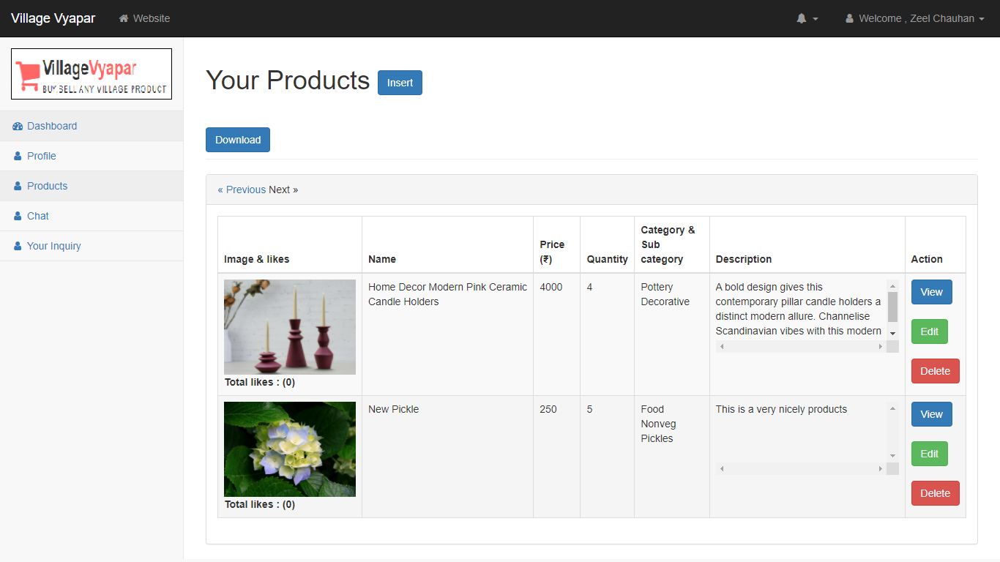 Village Vyapar Website Welcome , Zeel Chauhan
VillageVyapar
BUY SELL ANY VILLAGE PRODUCT
Dashboard
Profile
Products
Chat
Your Inquiry
Your Products Insert
Download
« Previous Next »
Image & likes
Name
Price
(₹)
Quantity
Category &
Sub
category
Description
Action
Total likes : (0)
Home Decor Modern Pink Ceramic
Candle Holders
4000
4
Pottery
Decorative
A bold design gives this
contemporary pillar candle holders a
distinct modern allure. Channelise
Scandinavian vibes with this modern
View
Edit
Delete
Total likes : (0)
New Pickle
250
5
Food
Nonveg
Pickles
This is a very nicely products
View
Edit
Delete